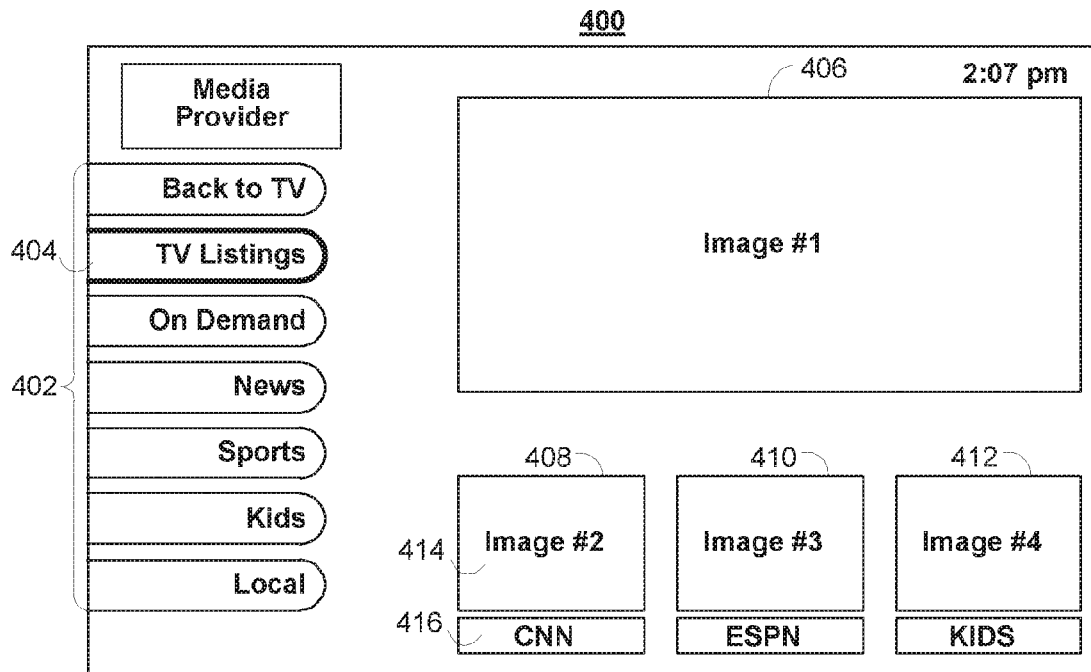 400
406
2:07 pm
Media
Provider
Back to TV
404
TV Listings
Image #1
On Demand
402
News
Sports
408
410
412
Kids
Image #2
Image #3
Image #4
414
Local
416
CNN
ESPN
KIDS